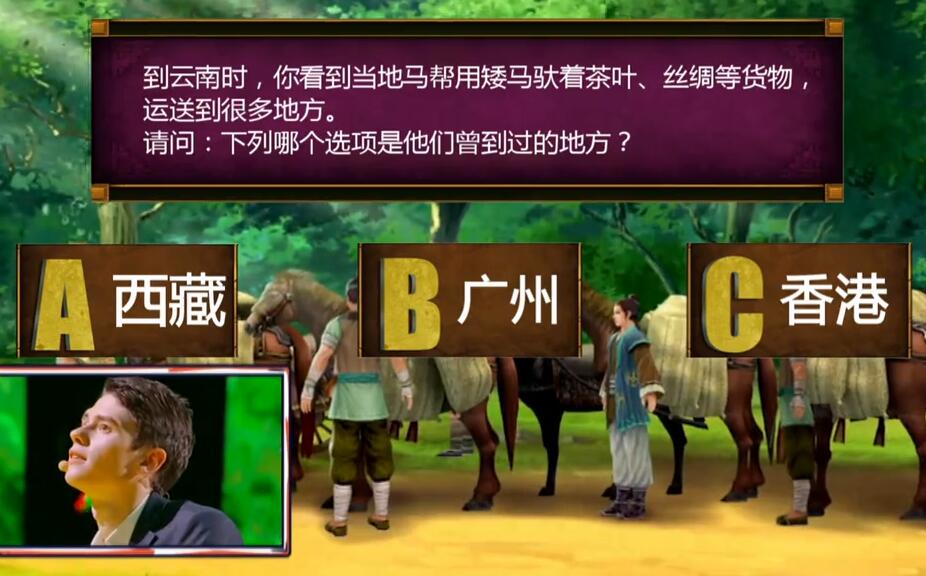 到云南时，你看到当地马帮用矮马驮着茶叶、丝绸等货物，
运送到很多地方。
请问：下列哪个选项是他们曾到过的地方？
A 西藏
B 广州
C 香港